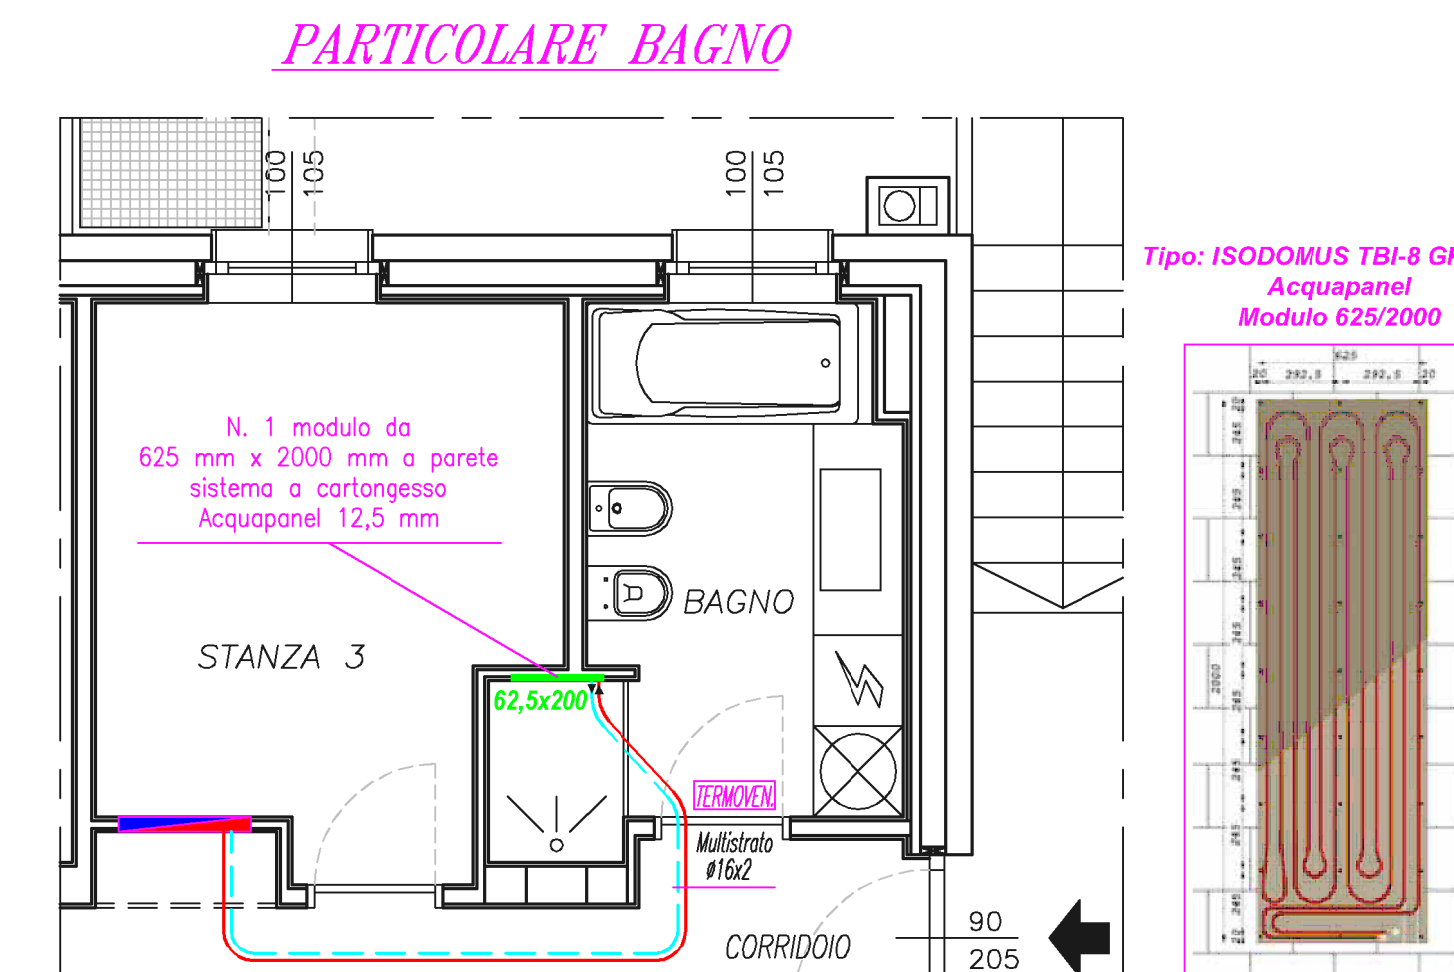 PARTICOLARE BAGNO
100
105
100
105
Tipo: ISODOMUS TBI-8
Acquapanel
Modulo 625/2000
625
20 292,5 292,5 20
N. 1 modulo da
625 mm x 2000 mm a parete
sistema a cartongesso
Acquapanel 12,5 mm
BAGNO
STANZA 3
62,5x200
2000
TERMOVEN.
Multistrato
ø16x2
CORRIDOIO
90
205